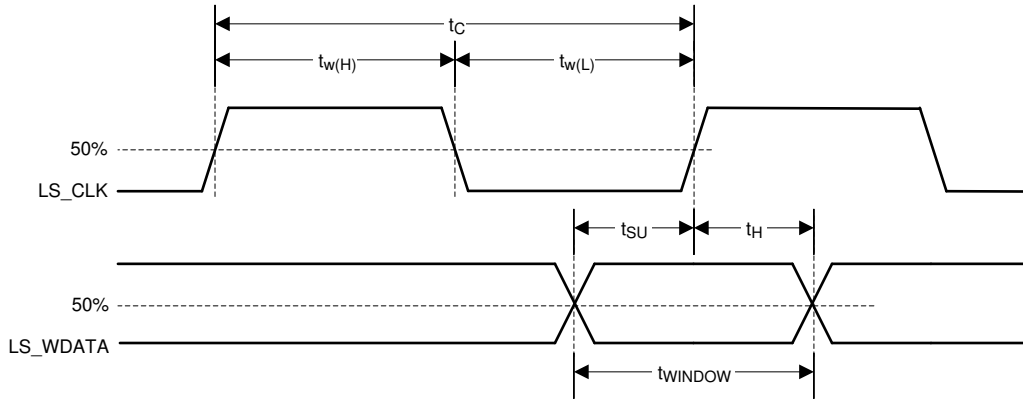 tC
tw(H) tw(L)
50%
LS_CLK
tSU tH
50%
LS_WDATA
tWINDOW